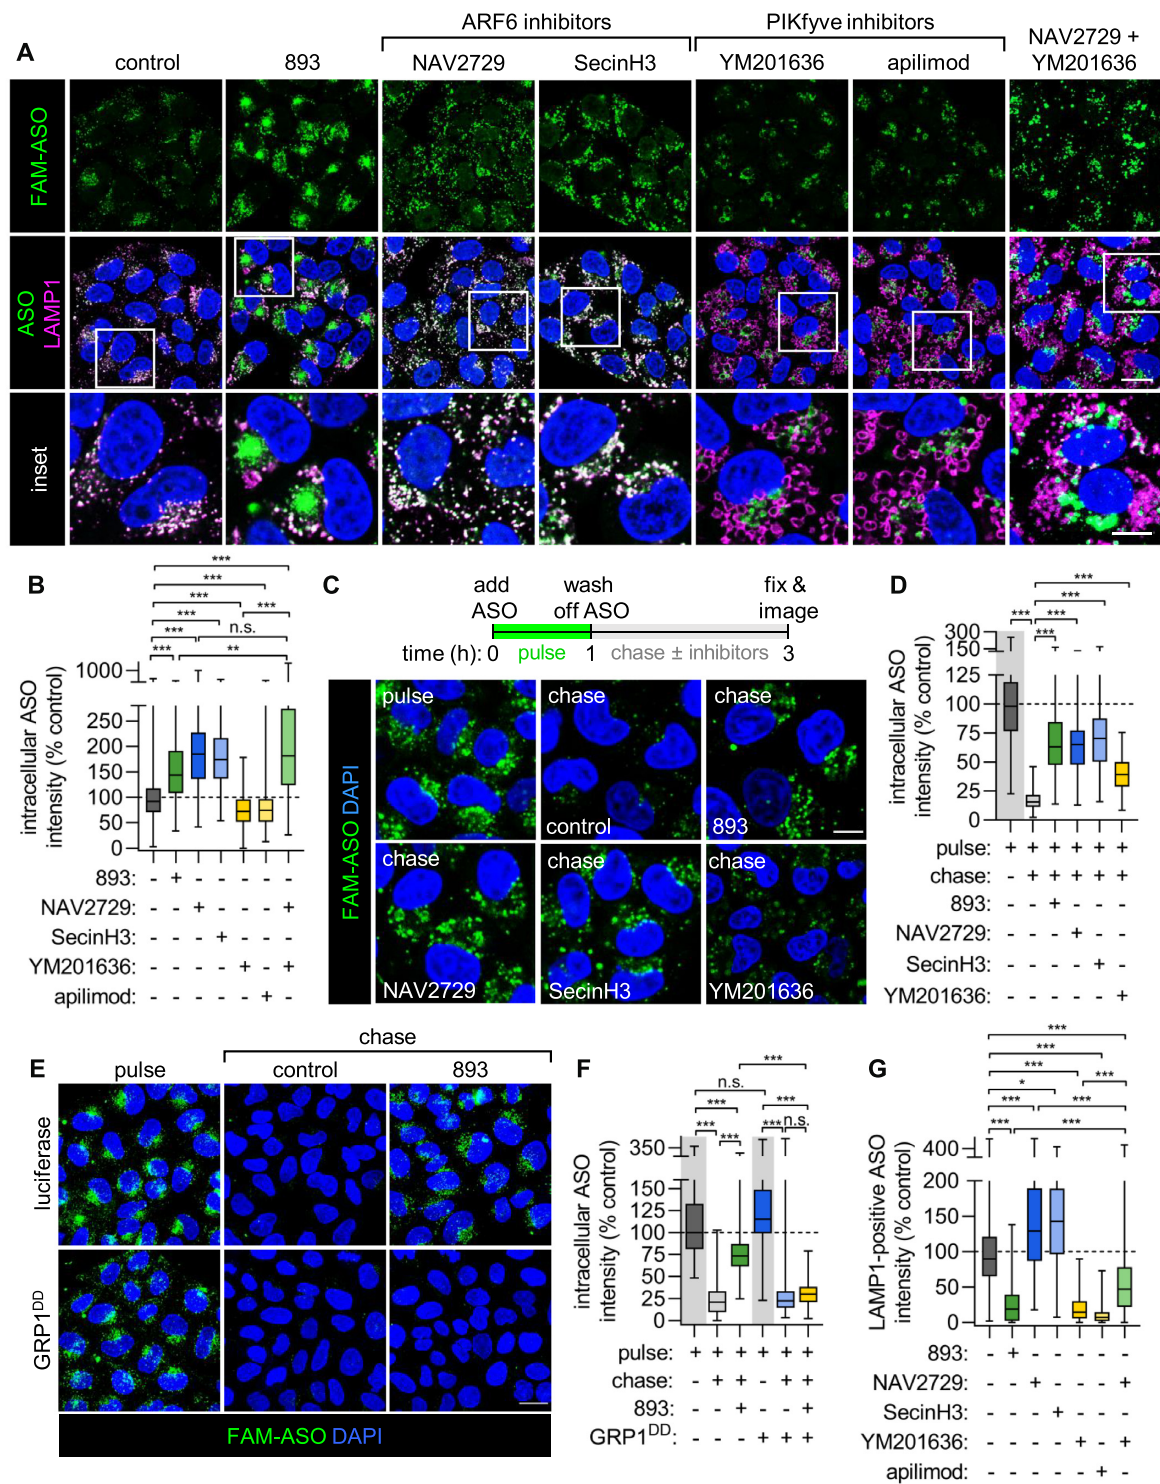 A
ARF6 inhibitors
PIKfyve inhibitors
control
893
NAV2729
SecinH3
YM201636
apilimod
NAV2729 +
YM201636
FAM-ASO
ASO
LAMP1
inset
B
***
***
***
***
***
***
n.s.
***
**
intracellular ASO
intensity (% control)
1000
250
200
150
100
50
0
893: - + - - - - -
NAV2729: - - + - - - +
SecinH3: - - - + - - -
YM201636: - - - - + - +
apilimod: - - - - - + -
C
add
ASO
wash
off ASO
fix &
image
time (h): 0 pulse 1 chase ± inhibitors 3
FAM-ASO DAPI
pulse
chase
control
chase
893
chase
NAV2729
chase
SecinH3
chase
YM201636
D
***
***
***
***
***
intracellular ASO
intensity (% control)
300
150
125
100
75
50
25
0
pulse: + + + + + +
chase: - + + + + +
893: - - + - - -
NAV2729: - - - + - -
SecinH3: - - - - + -
YM201636: - - - - - +
E
chase
pulse
control
893
luciferase
GRP1DD
FAM-ASO DAPI
F
***
n.s.
***
***
***
***
***
n.s.
intracellular ASO
intensity (% control)
350
150
100
75
50
25
0
pulse: + + + + + +
chase: - + + - + +
893: - - + - - +
GRP1DD: - - - + + +
G
***
***
***
***
*
***
***
***
***
LAMP1-positive ASO
intensity (% control)
400
200
150
100
50
0
893: - + - - - - -
NAV2729: - - + - - - +
SecinH3: - - - + - - -
YM201636: - - - - + - +
apilimod: - - - - - + -